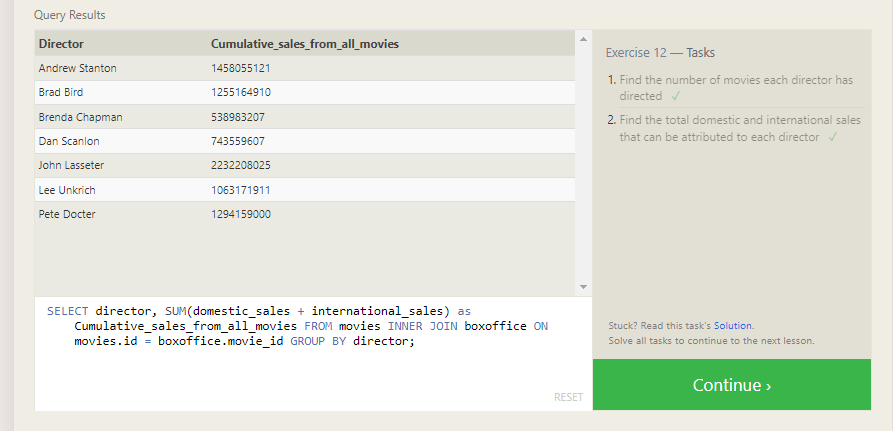 Query Results
Director Cumulative_sales_from_all_movies
Andrew Stanton 1458055121
Brad Bird 1255164910
Brenda Chapman 538983207
Dan Scanlon 743559607
John Lasseter 2232208025
Lee Unkrich 1063171911
Pete Docter 1294159000
SELECT director, SUM(domestic_sales + international_sales) as
Cumulative_sales_from_all_movies FROM movies INNER JOIN boxoffice ON
movies.id = boxoffice.movie_id GROUP BY director;
RESET
Exercise 12 — Tasks
1. Find the number of movies each director has
directed ✓
2. Find the total domestic and international sales
that can be attributed to each director ✓
Stuck? Read this task's Solution.
Solve all tasks to continue to the next lesson.
Continue ›